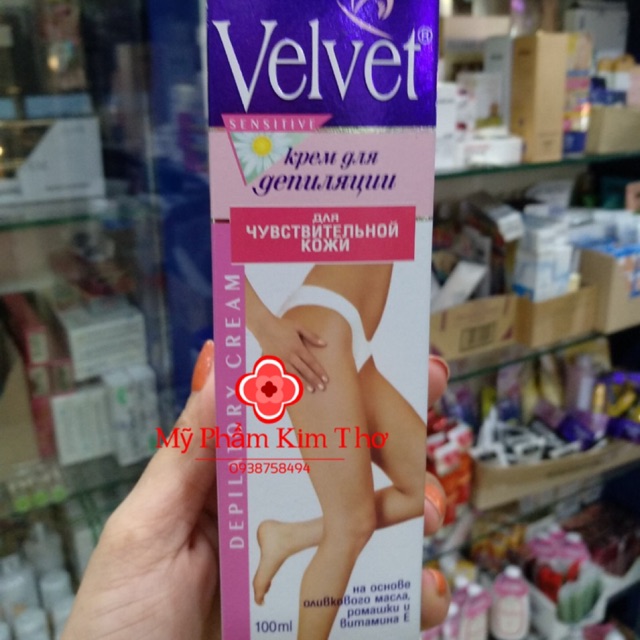 Velvet®
SENSITIVE
крем для
депиляции
для
ЧУВСТВИТЕЛЬНОЙ
КОЖИ
DEPILATORY CREAM
Mỹ Phẩm Kim Thơ
0938758494
на основе
оливкового масла,
ромашки и
витамина Е
100ml